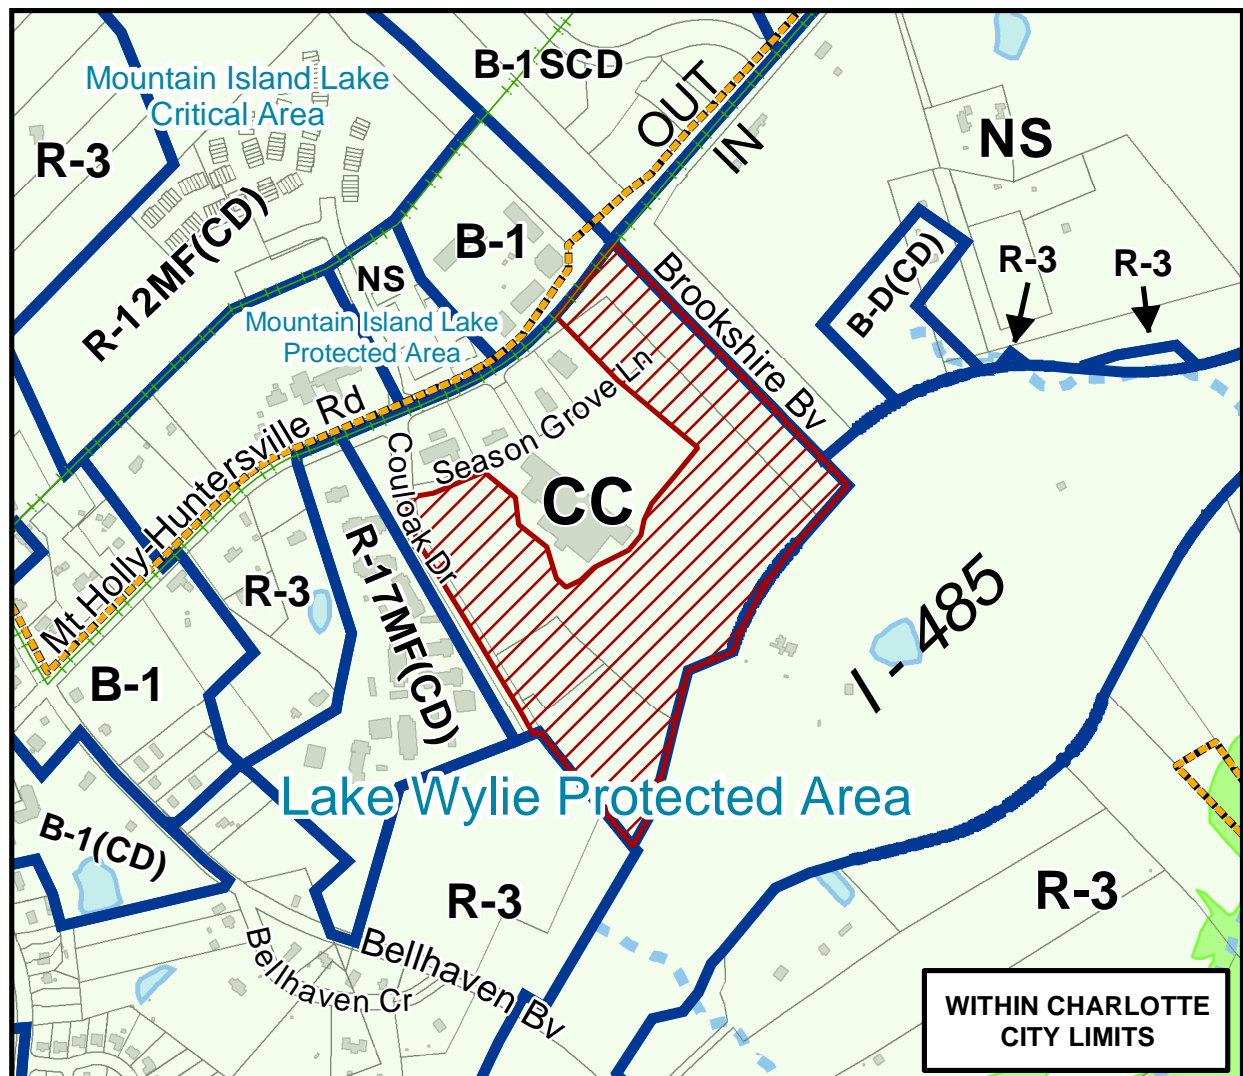 B-1SCD
Mountain Island Lake
Critical Area
OUT
IN
NS
R-3
R-12MF(CD)
B-1
NS
Brookshire Bv
B-D(CD)
R-3
R-3
Mountain Island Lake
Protected Area
Season Grove Ln
Mt Holly-Huntersville Rd
Couloak Dr
CC
R-17MF(CD)
R-3
I - 485
B-1
Lake Wylie Protected Area
B-1(CD)
R-3
R-3
Bellhaven Bv
Bellhaven Cr
WITHIN CHARLOTTE
CITY LIMITS